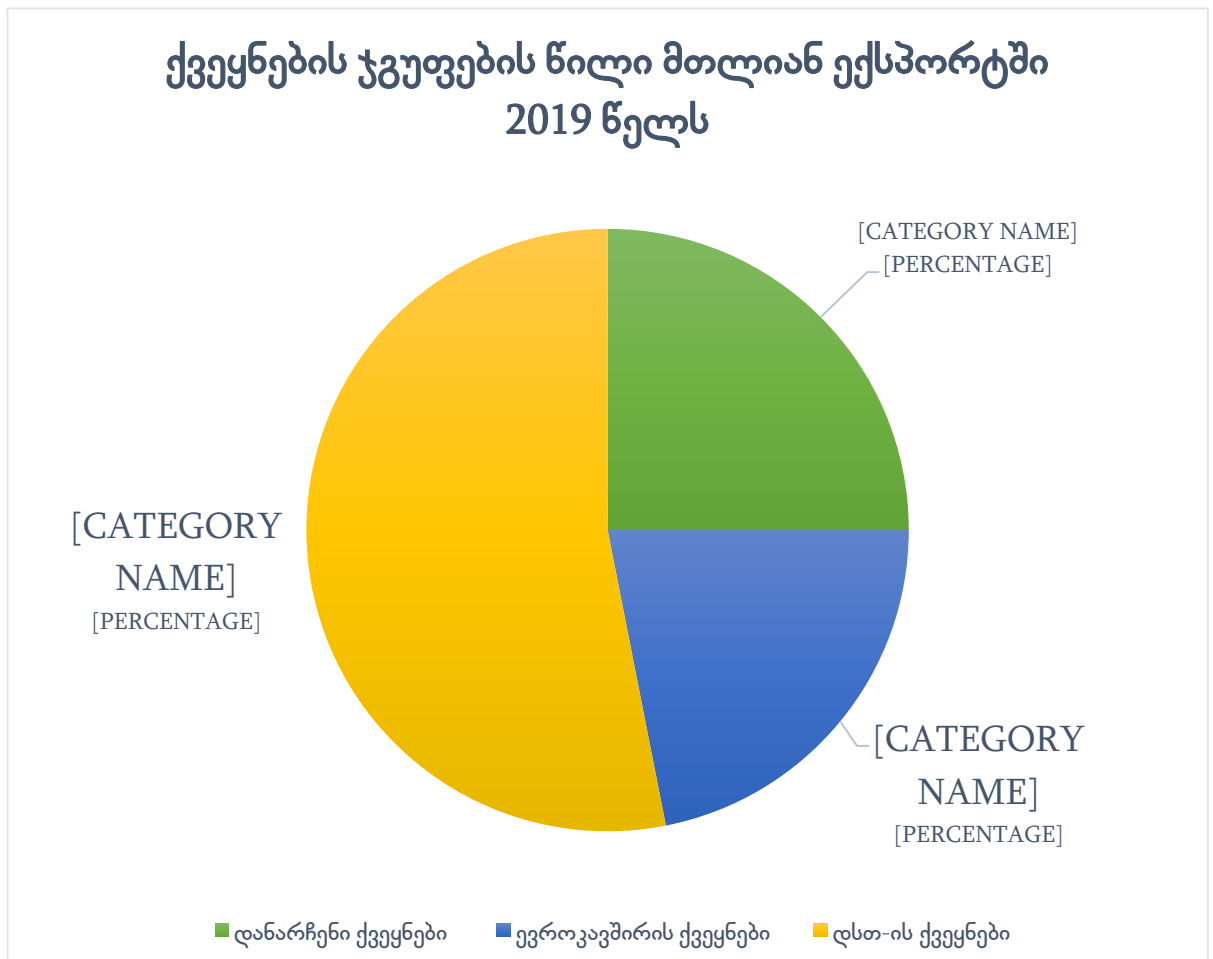 ქვეყნების ჯგუფების წილი მთლიან ექსპორტში
2019 წელს
[CATEGORY NAME]
[PERCENTAGE]
[CATEGORY
NAME]
[PERCENTAGE]
[CATEGORY
NAME]
[PERCENTAGE]
დანარჩენი ქვეყნები
ევროკავშირის ქვეყნები
დსთ-ის ქვეყნები